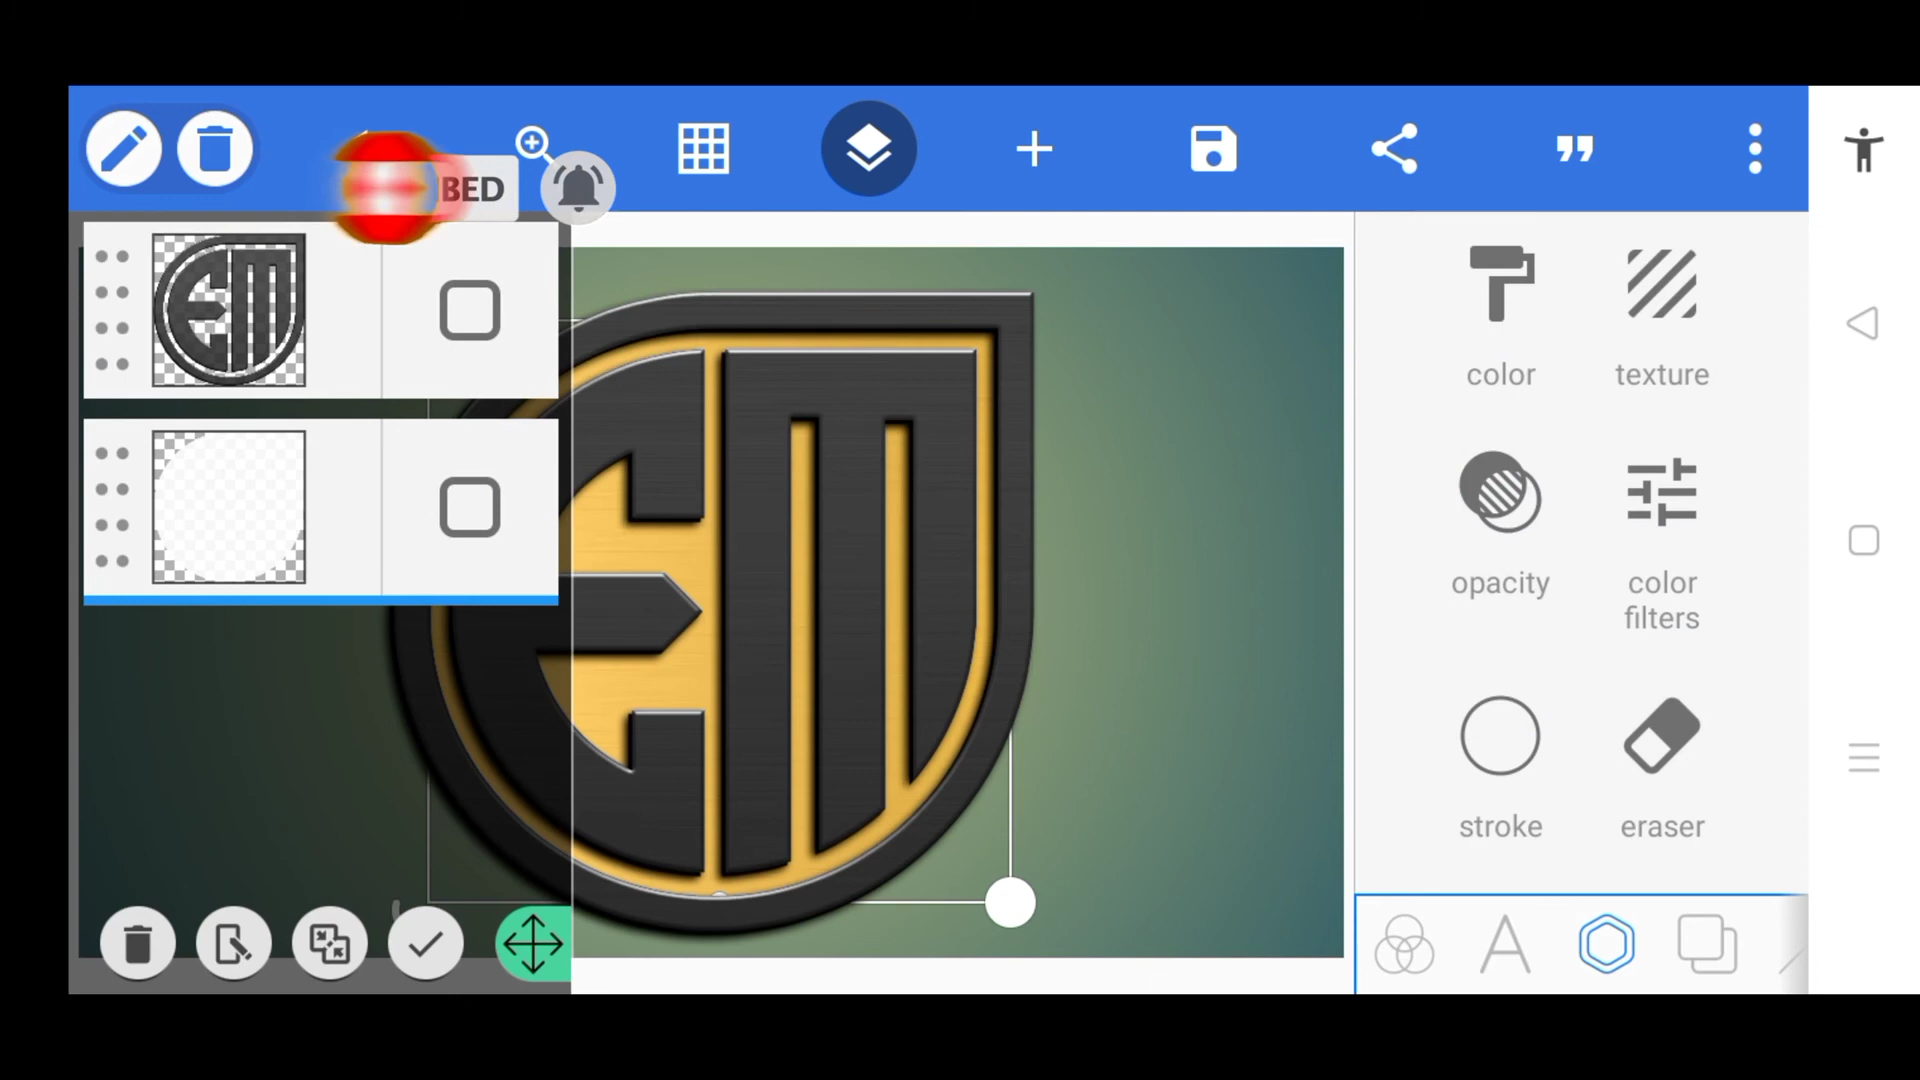 BED
EM
color
texture
opacity
color
filters
stroke
eraser